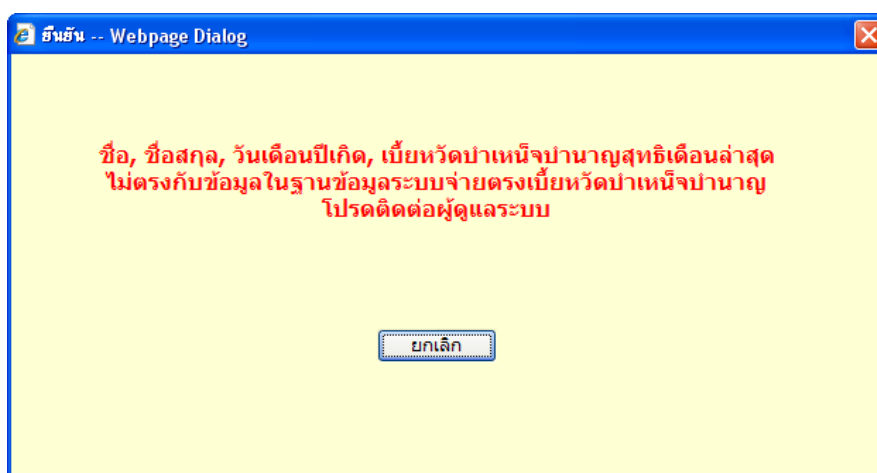 ยืนยัน -- Webpage Dialog
ชื่อ, ชื่อสกุล, วันเดือนปีเกิด, เบี้ยหวัดบำเหน็จบำนาญสุทธิเดือนล่าสุด
ไม่ตรงกับข้อมูลในฐานข้อมูลระบบจ่ายตรงเบี้ยหวัดบำเหน็จบำนาญ
โปรดติดต่อผู้ดูแลระบบ
ยกเลิก